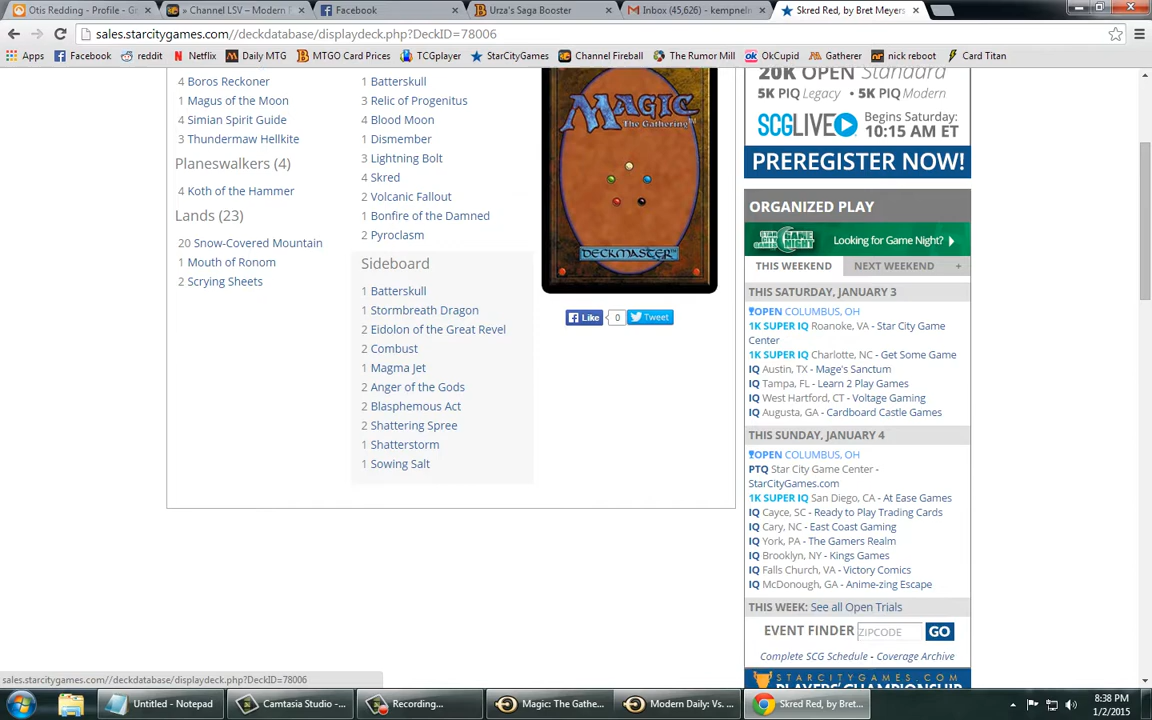 Otis Redding - Profile - G
» Channel LSV – Modern
Facebook
Urza's Saga Booster
Inbox (45,626) - kempnelm
Skred Red, by Bret Meyers
sales.starcitygames.com//deckdatabase/displaydeck.php?DeckID=78006
Apps
Facebook
reddit
Netflix
Daily MTG
MTGO Card Prices
TCGplayer
StarCityGames
Channel Fireball
The Rumor Mill
OkCupid
Gatherer
nick reboot
Card Titan
4 Boros Reckoner
1 Magus of the Moon
4 Simian Spirit Guide
3 Thundermaw Hellkite
Planeswalkers (4)
4 Koth of the Hammer
Lands (23)
20 Snow-Covered Mountain
1 Mouth of Ronom
2 Scrying Sheets
1 Batterskull
3 Relic of Progenitus
4 Blood Moon
1 Dismember
3 Lightning Bolt
4 Skred
2 Volcanic Fallout
1 Bonfire of the Damned
2 Pyroclasm
Sideboard
1 Batterskull
1 Stormbreath Dragon
2 Eidolon of the Great Revel
2 Combust
1 Magma Jet
2 Anger of the Gods
2 Blasphemous Act
2 Shattering Spree
1 Shatterstorm
1 Sowing Salt
MAGIC
The Gathering
DECKMASTER
Like
0
Tweet
20K OPEN Standard
5K PIQ Legacy • 5K PIQ Modern
SCGLIVE
Begins Saturday:
10:15 AM ET
PREREGISTER NOW!
ORGANIZED PLAY
STAR CITY
GAME
NIGHT
Looking for Game Night?
THIS WEEKEND
NEXT WEEKEND
+
THIS SATURDAY, JANUARY 3
OPEN COLUMBUS, OH
1K SUPER IQ Roanoke, VA - Star City Game
Center
1K SUPER IQ Charlotte, NC - Get Some Game
IQ Austin, TX - Mage's Sanctum
IQ Tampa, FL - Learn 2 Play Games
IQ West Hartford, CT - Voltage Gaming
IQ Augusta, GA - Cardboard Castle Games
THIS SUNDAY, JANUARY 4
OPEN COLUMBUS, OH
PTQ Star City Game Center -
StarCityGames.com
1K SUPER IQ San Diego, CA - At Ease Games
IQ Cayce, SC - Ready to Play Trading Cards
IQ Cary, NC - East Coast Gaming
IQ York, PA - The Gamers Realm
IQ Brooklyn, NY - Kings Games
IQ Falls Church, VA - Victory Comics
IQ McDonough, GA - Anime-zing Escape
THIS WEEK: See all Open Trials
EVENT FINDER
ZIPCODE
GO
Complete SCG Schedule - Coverage Archive
STARCITYGAMES.COM
PLAYERS' CHAMPIONSHIP
sales.starcitygames.com//deckdatabase/displaydeck.php?DeckID=78006
Untitled - Notepad
Camtasia Studio -...
Recording...
Magic: The Gathe...
Modern Daily: Vs. ...
Skred Red, by Bret...
8:38 PM
1/2/2015